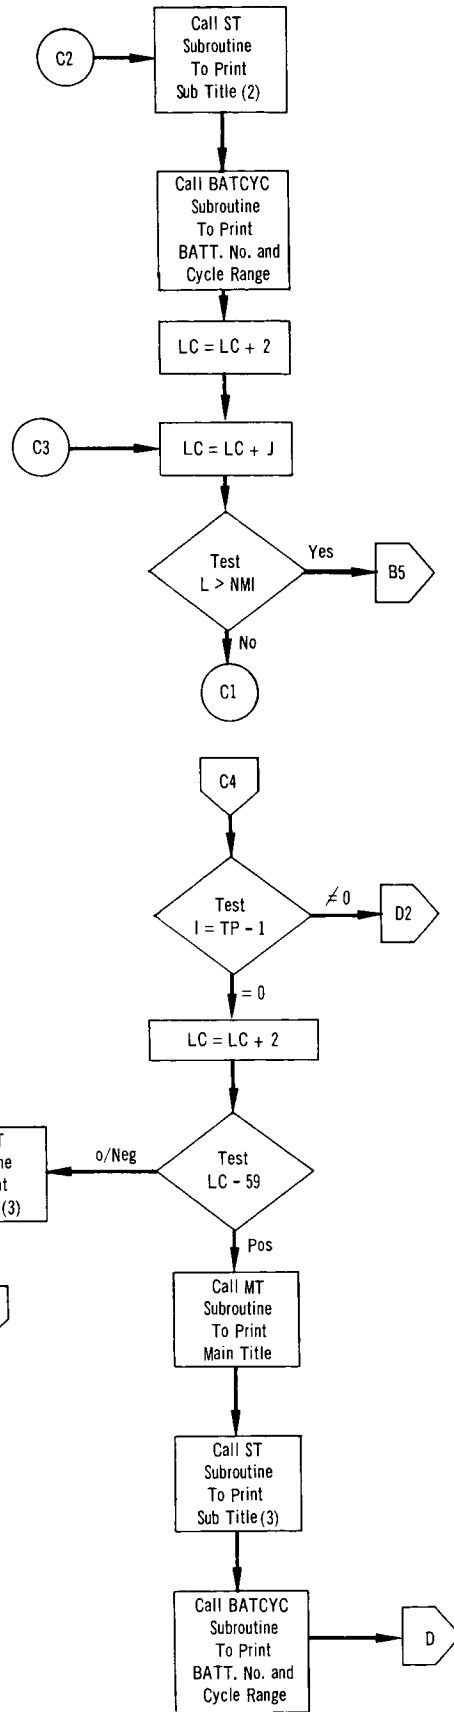 Call ST
Subroutine
To Print
Sub Title (2)
C2
Call BATCYC
Subroutine
To Print
BATT. No. and
Cycle Range
LC = LC + 2
C3
LC = LC + J
Test
L > NMI
Yes
B5
No
C1
C4
Test
I = TP - 1
≠ 0
D2
= 0
LC = LC + 2
Test
LC - 59
o/Neg
(3)
Pos
Call MT
Subroutine
To Print
Main Title
Call ST
Subroutine
To Print
Sub Title (3)
Call BATCYC
Subroutine
To Print
BATT. No. and
Cycle Range
D